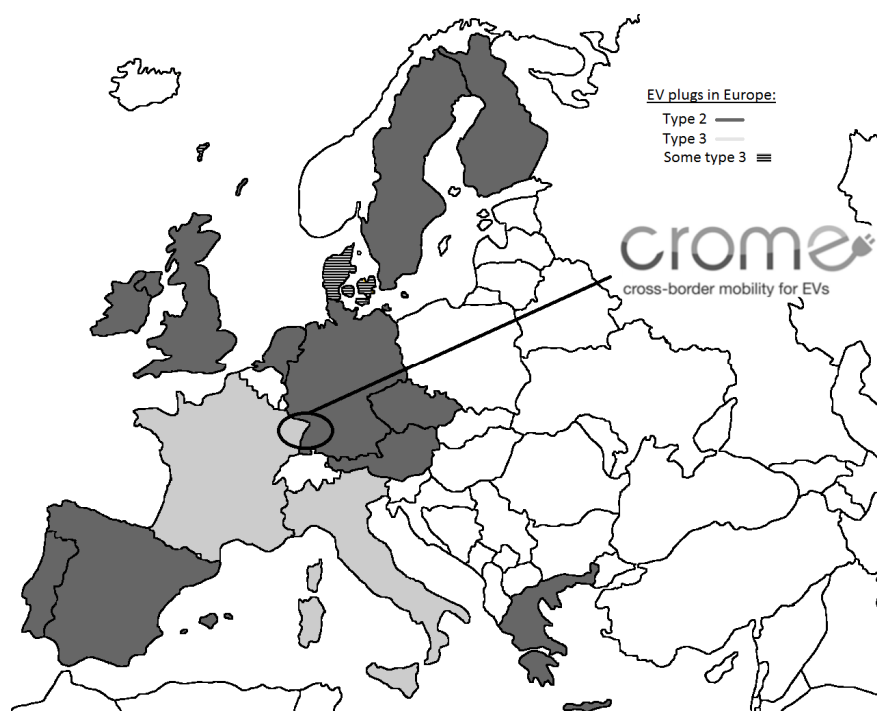 EV plugs in Europe:
Type 2
Type 3
Some type 3
crome
cross-border mobility for EVs